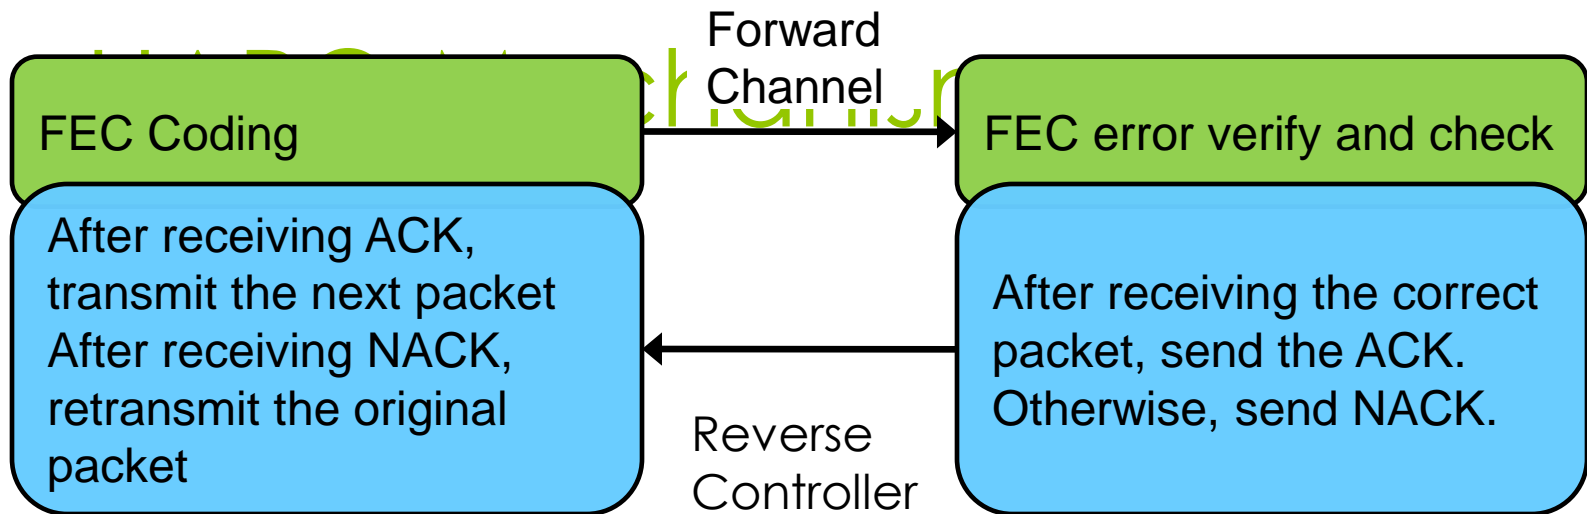 Forward
Channel
FEC Coding
FEC error verify and check
After receiving ACK,
transmit the next packet
After receiving NACK,
retransmit the original
packet
After receiving the correct
packet, send the ACK.
Otherwise, send NACK.
Reverse
Controller